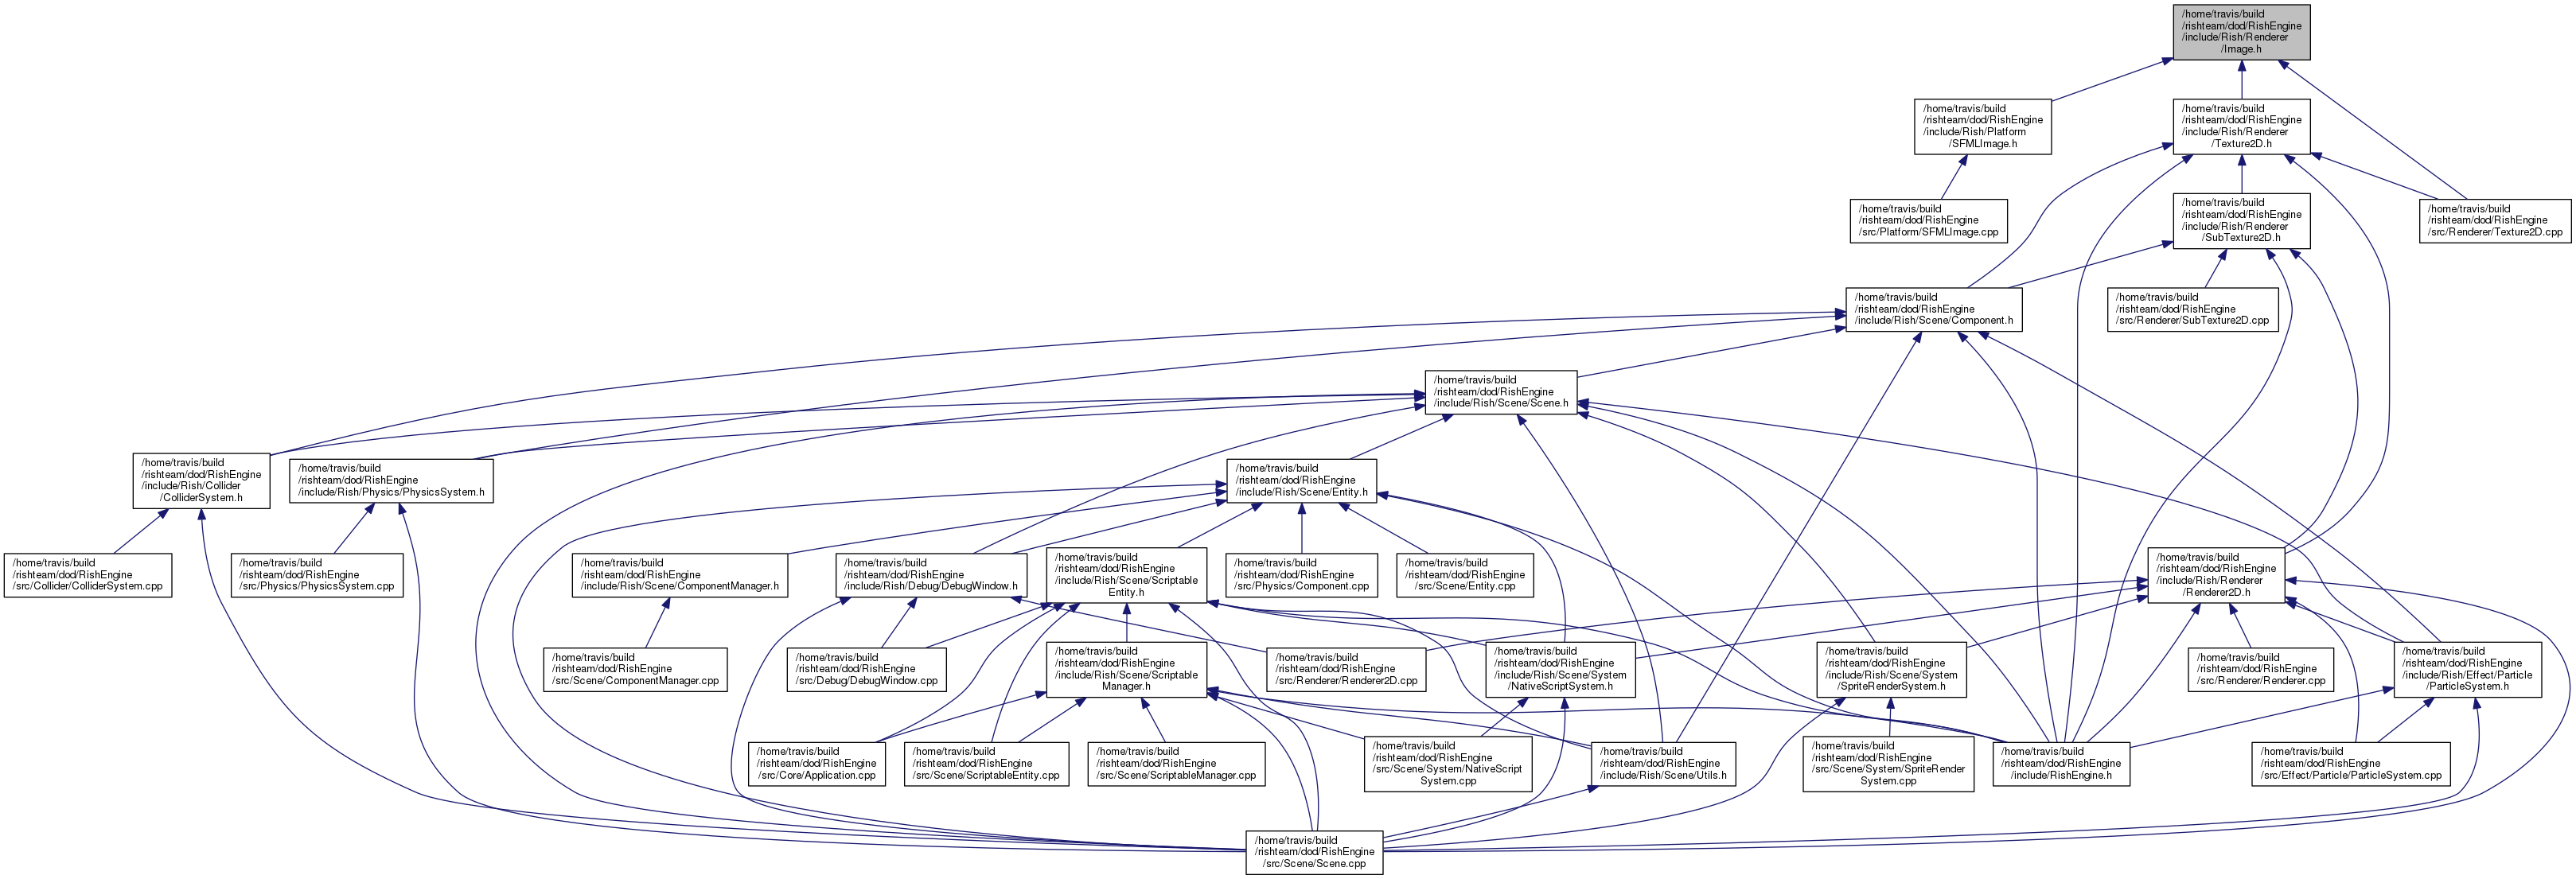 /home/travis/build
/rishteam/dod/RishEngine
/include/Rish/Renderer
/Image.h
/home/travis/build
/rishteam/dod/RishEngine
/include/Rish/Platform
/SFMLImage.h
/home/travis/build
/rishteam/dod/RishEngine
/include/Rish/Renderer
/Texture2D.h
/home/travis/build
/rishteam/dod/RishEngine
/src/Platform/SFMLImage.cpp
/home/travis/build
/rishteam/dod/RishEngine
/include/Rish/Renderer
/SubTexture2D.h
/home/travis/build
/rishteam/dod/RishEngine
/src/Renderer/Texture2D.cpp
/home/travis/build
/rishteam/dod/RishEngine
/include/Rish/Scene/Component.h
/home/travis/build
/rishteam/dod/RishEngine
/src/Renderer/SubTexture2D.cpp
/home/travis/build
/rishteam/dod/RishEngine
/include/Rish/Scene/Scene.h
/home/travis/build
/rishteam/dod/RishEngine
/include/Rish/Collider
/ColliderSystem.h
/home/travis/build
/rishteam/dod/RishEngine
/include/Rish/Physics/PhysicsSystem.h
/home/travis/build
/rishteam/dod/RishEngine
/include/Rish/Scene/Entity.h
/home/travis/build
/rishteam/dod/RishEngine
/src/Collider/ColliderSystem.cpp
/home/travis/build
/rishteam/dod/RishEngine
/src/Physics/PhysicsSystem.cpp
/home/travis/build
/rishteam/dod/RishEngine
/include/Rish/Scene/ComponentManager.h
/home/travis/build
/rishteam/dod/RishEngine
/include/Rish/Debug/DebugWindow.h
/home/travis/build
/rishteam/dod/RishEngine
/include/Rish/Scene/Scriptable
Entity.h
/home/travis/build
/rishteam/dod/RishEngine
/src/Physics/Component.cpp
/home/travis/build
/rishteam/dod/RishEngine
/src/Scene/Entity.cpp
/home/travis/build
/rishteam/dod/RishEngine
/include/Rish/Renderer
/Renderer2D.h
/home/travis/build
/rishteam/dod/RishEngine
/src/Scene/ComponentManager.cpp
/home/travis/build
/rishteam/dod/RishEngine
/src/Debug/DebugWindow.cpp
/home/travis/build
/rishteam/dod/RishEngine
/include/Rish/Scene/Scriptable
Manager.h
/home/travis/build
/rishteam/dod/RishEngine
/src/Renderer/Renderer2D.cpp
/home/travis/build
/rishteam/dod/RishEngine
/include/Rish/Scene/System
/NativeScriptSystem.h
/home/travis/build
/rishteam/dod/RishEngine
/include/Rish/Scene/System
/SpriteRenderSystem.h
/home/travis/build
/rishteam/dod/RishEngine
/src/Renderer/Renderer.cpp
/home/travis/build
/rishteam/dod/RishEngine
/include/Rish/Effect/Particle
/ParticleSystem.h
/home/travis/build
/rishteam/dod/RishEngine
/src/Core/Application.cpp
/home/travis/build
/rishteam/dod/RishEngine
/src/Scene/ScriptableEntity.cpp
/home/travis/build
/rishteam/dod/RishEngine
/src/Scene/ScriptableManager.cpp
/home/travis/build
/rishteam/dod/RishEngine
/src/Scene/System/NativeScript
System.cpp
/home/travis/build
/rishteam/dod/RishEngine
/include/Rish/Scene/Utils.h
/home/travis/build
/rishteam/dod/RishEngine
/src/Scene/System/SpriteRender
System.cpp
/home/travis/build
/rishteam/dod/RishEngine
/include/RishEngine.h
/home/travis/build
/rishteam/dod/RishEngine
/src/Effect/Particle/ParticleSystem.cpp
/home/travis/build
/rishteam/dod/RishEngine
/src/Scene/Scene.cpp